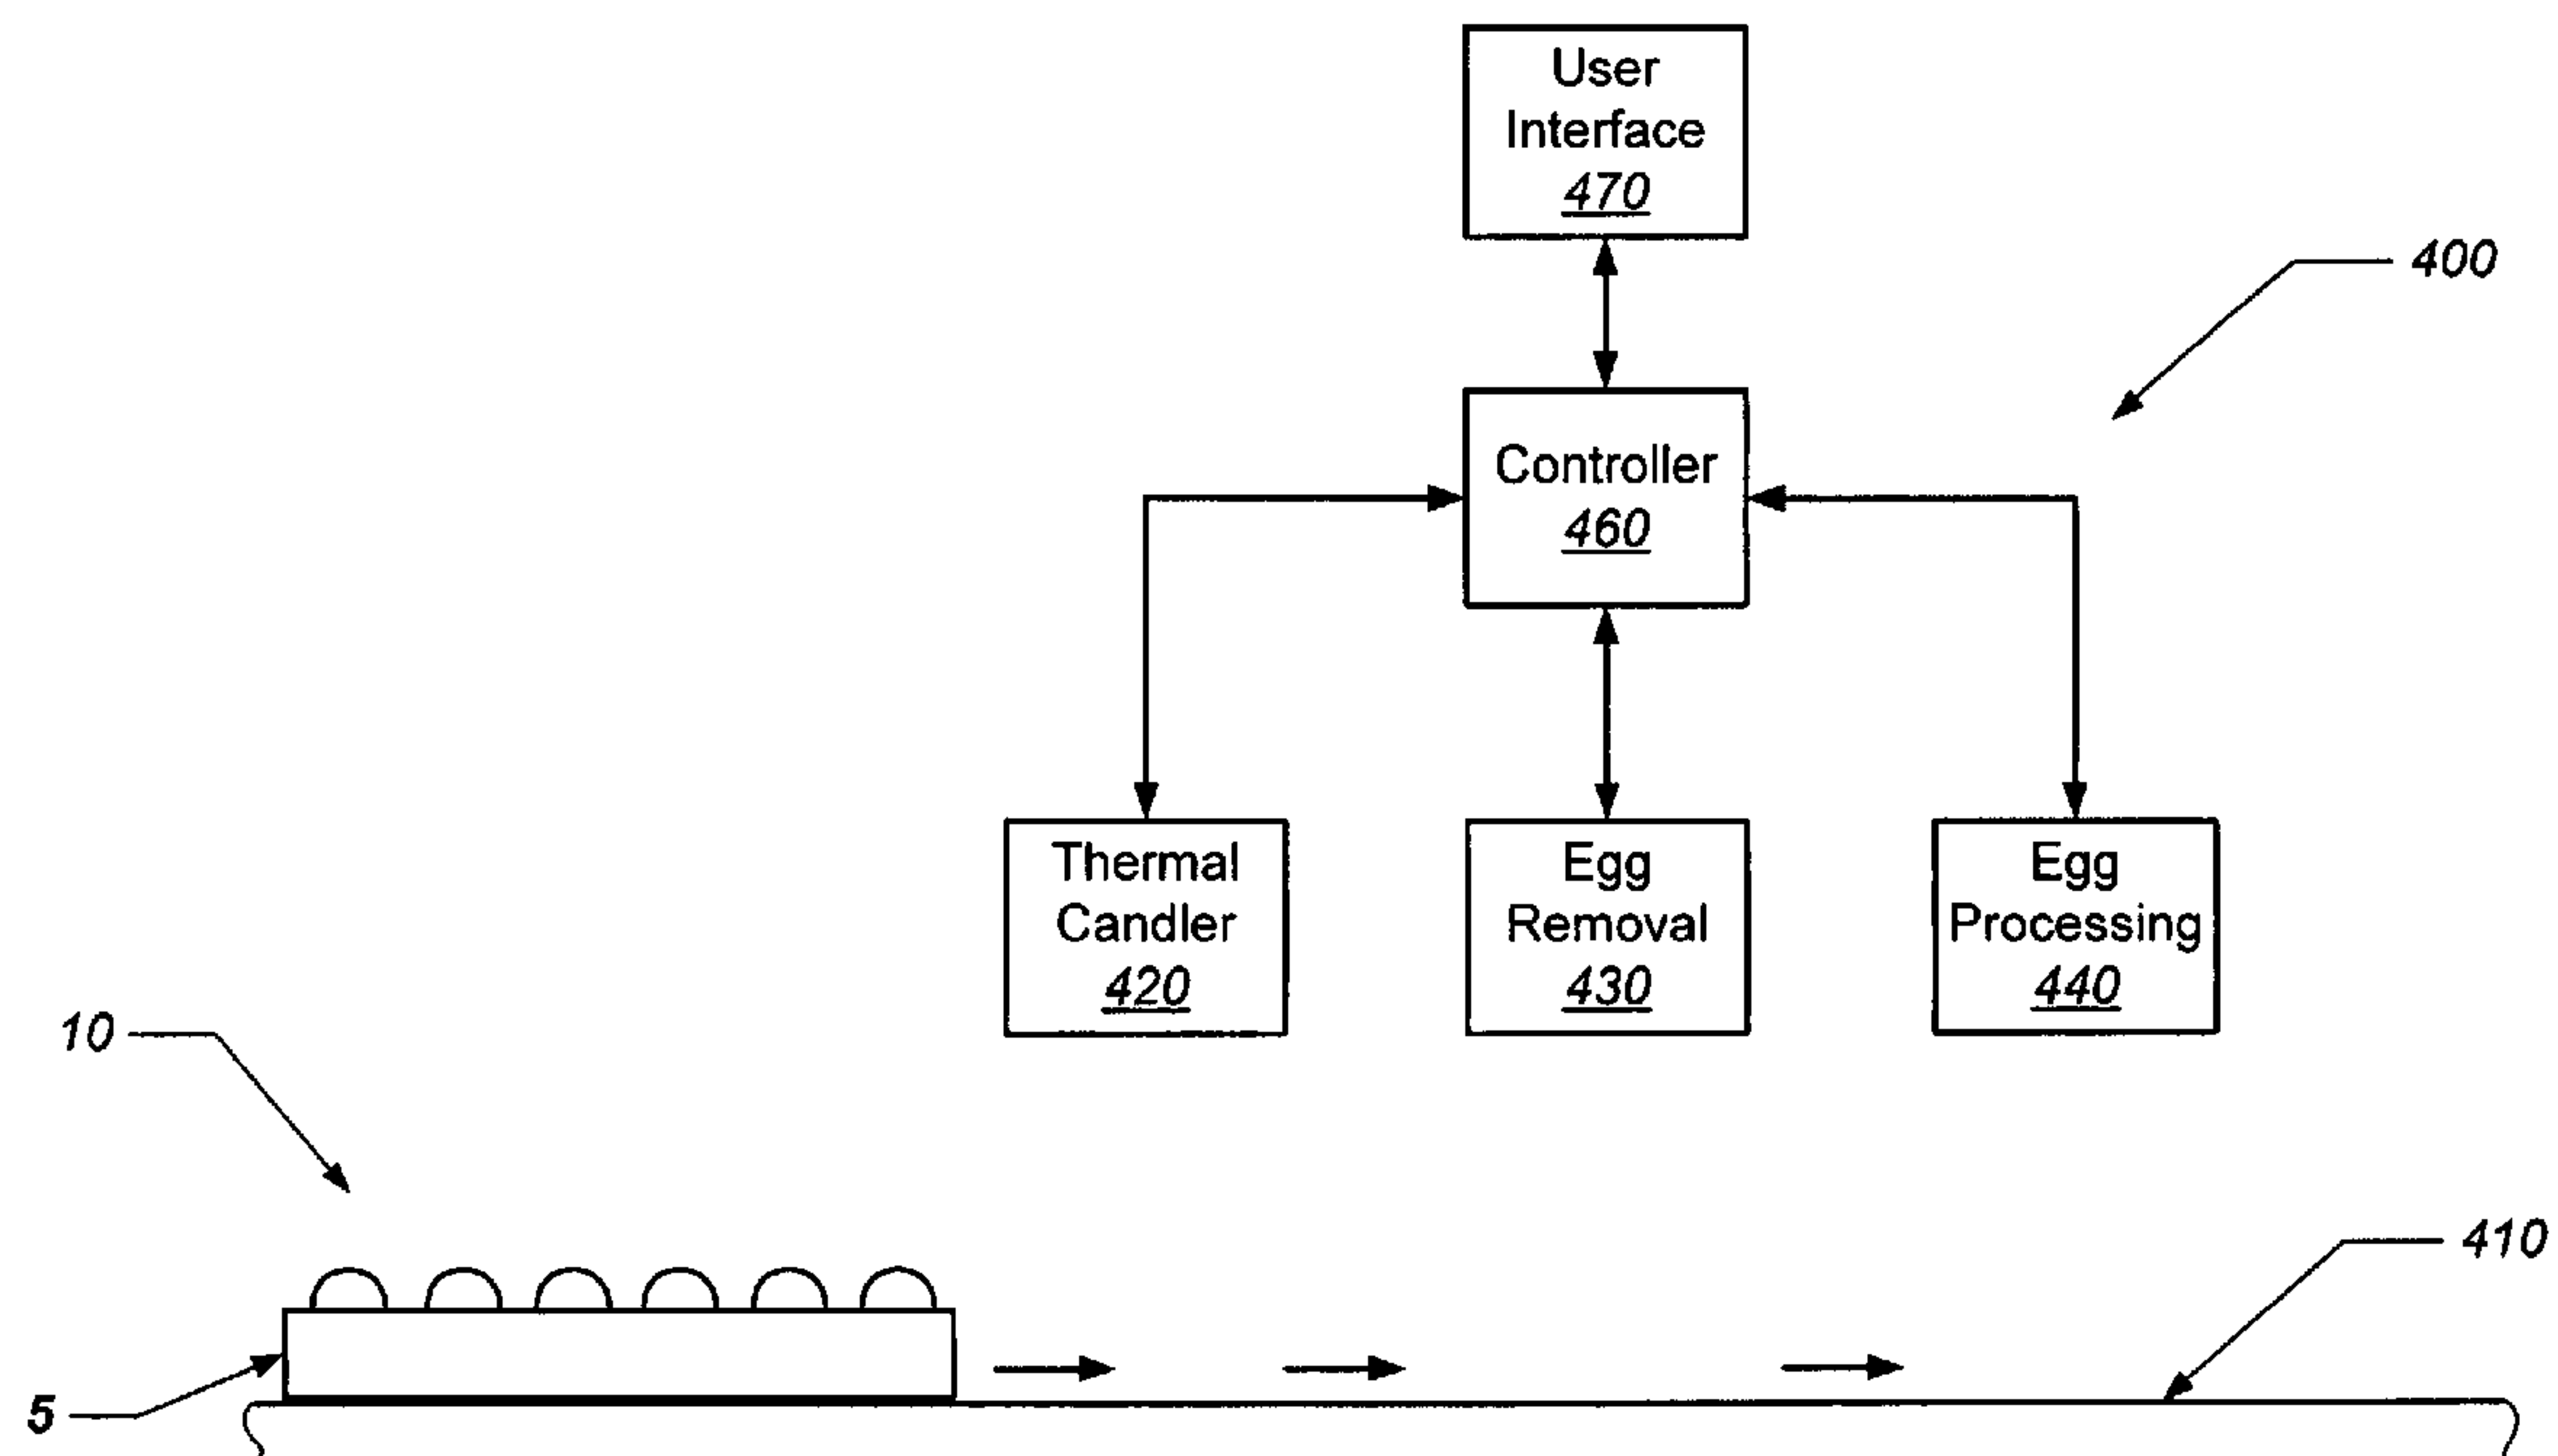 User
Interface
470
400
Controller
460
Thermal
Candler
420
Egg
Removal
430
Egg
Processing
440
10
410
5